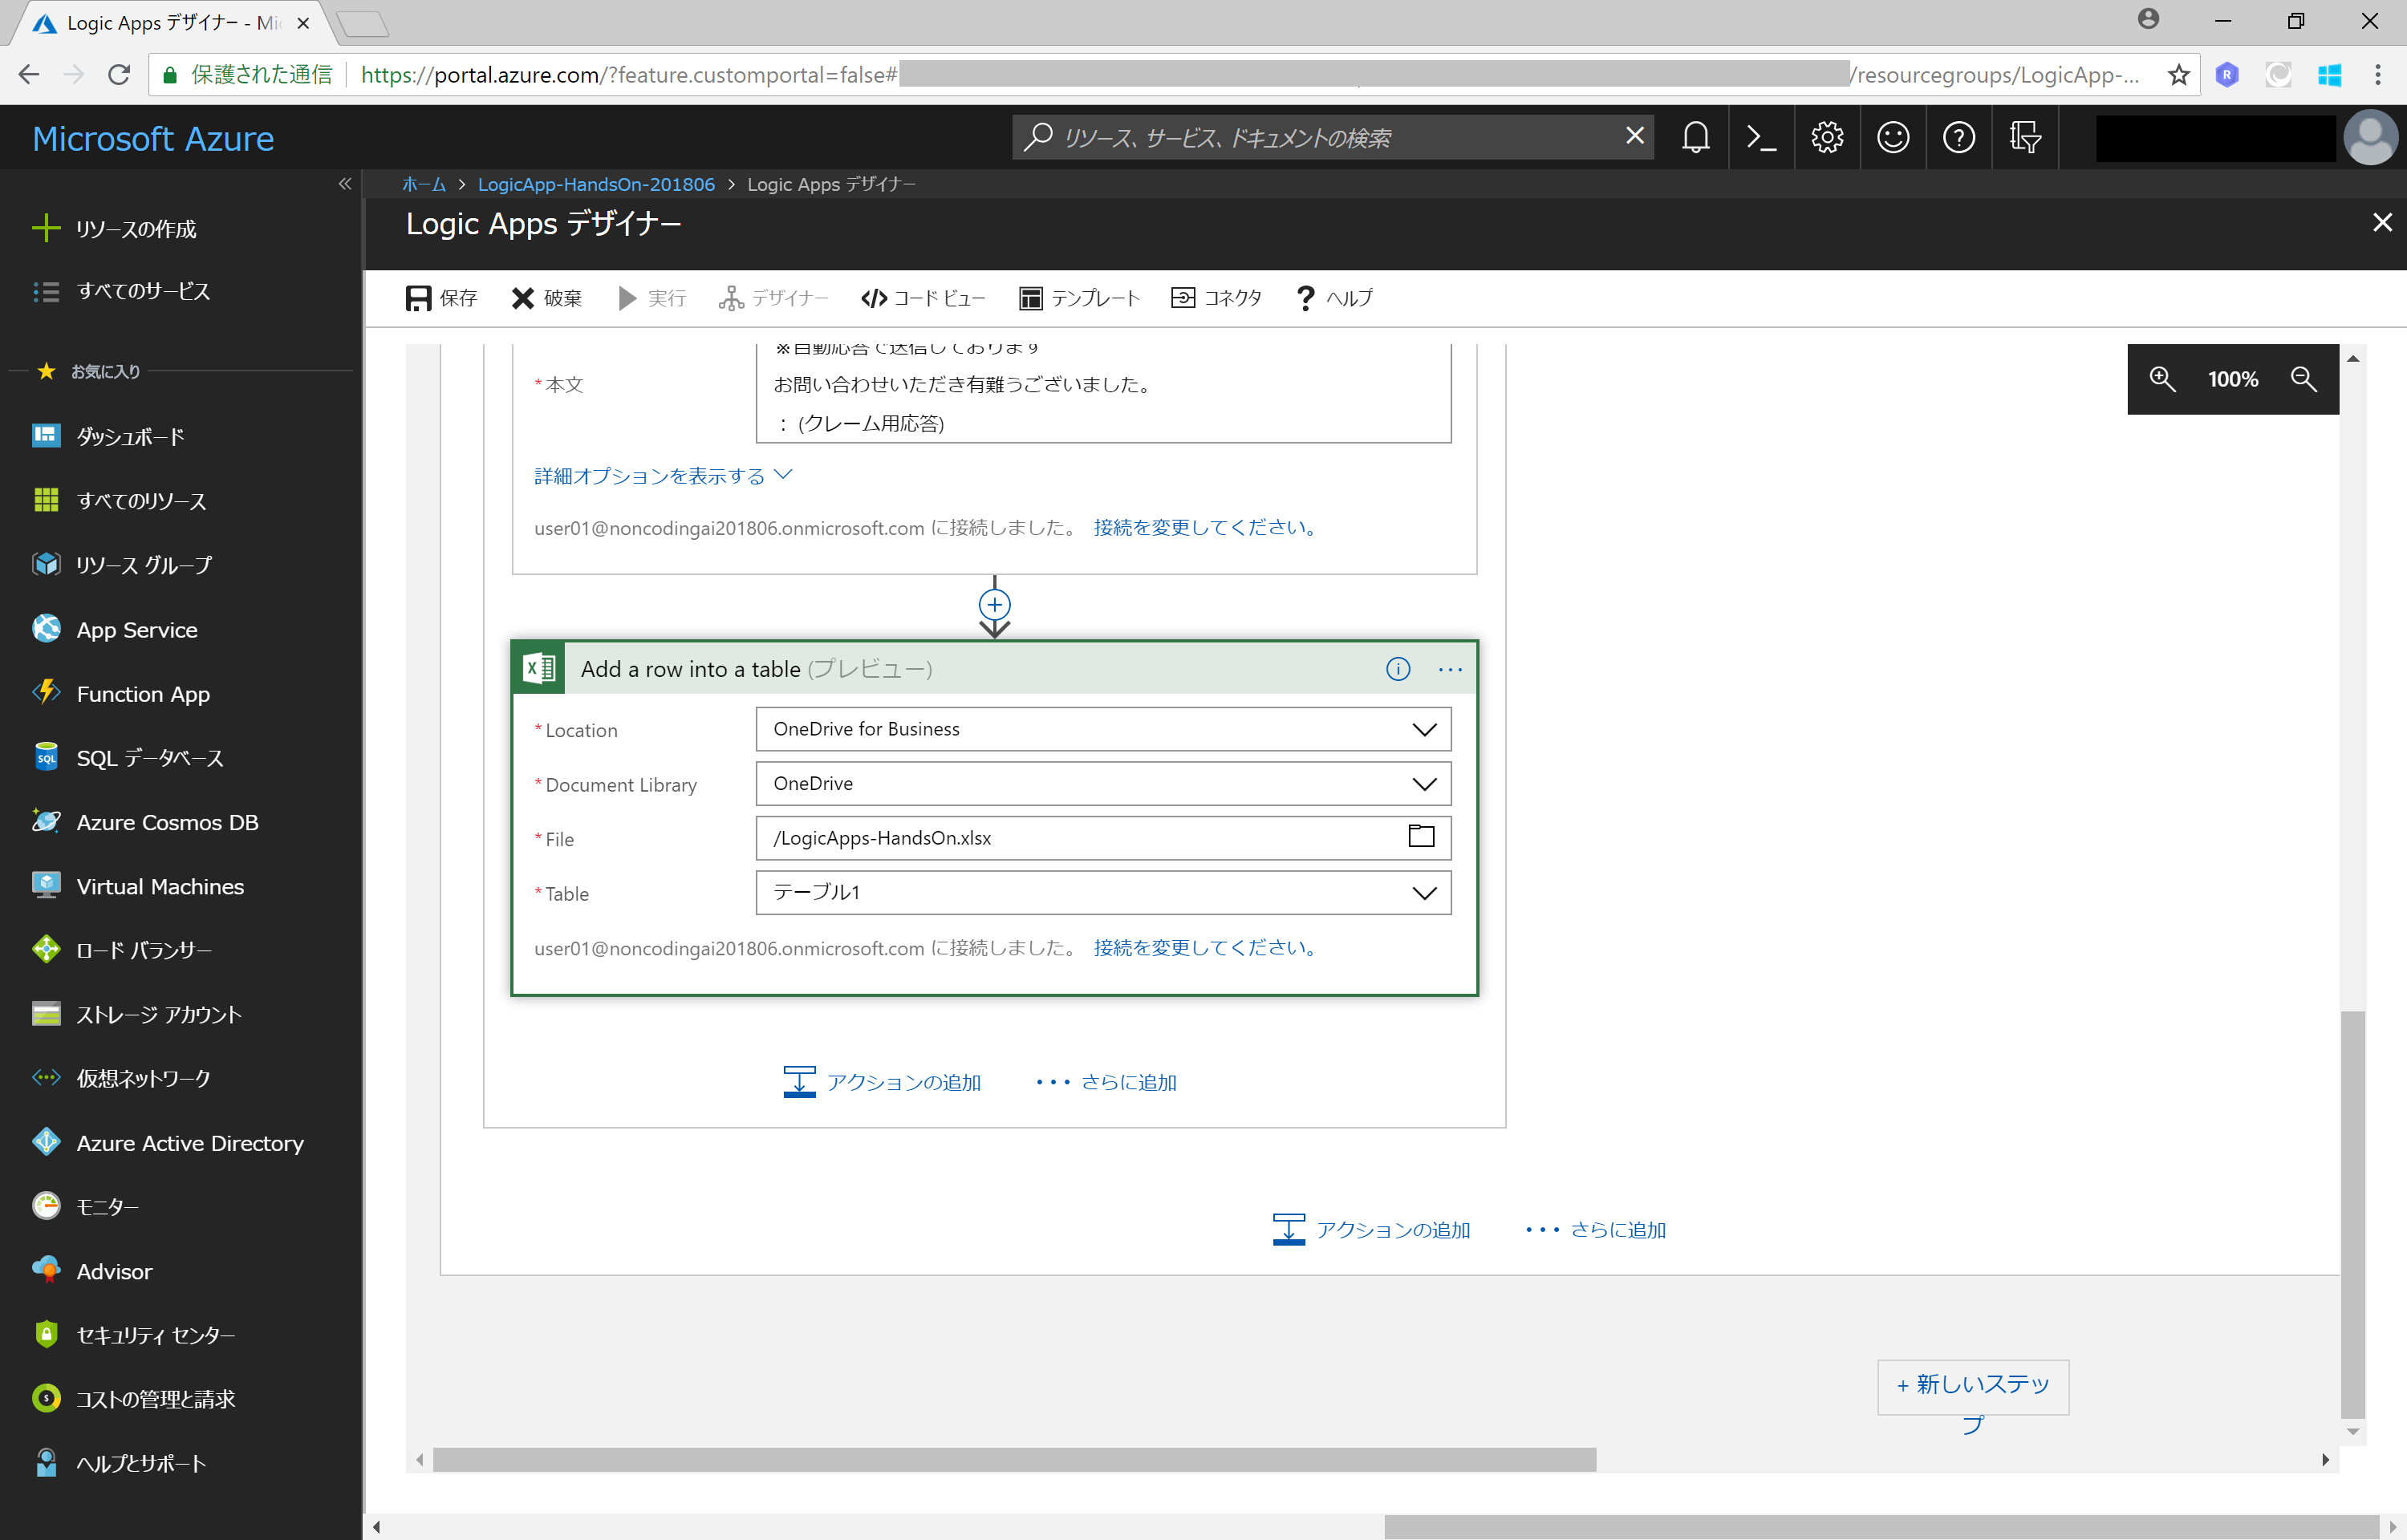 Logic Apps デザイナー - Mi
保護された通信
https://portal.azure.com/?feature.customportal=false#
/resourcegroups/LogicApp-...
Microsoft Azure
リソース、サービス、ドキュメントの検索
ホーム > LogicApp-HandsOn-201806 > Logic Apps デザイナー
Logic Apps デザイナー
リソースの作成
すべてのサービス
お気に入り
ダッシュボード
すべてのリソース
リソース グループ
App Service
Function App
SQL データベース
Azure Cosmos DB
Virtual Machines
ロード バランサー
ストレージ アカウント
仮想ネットワーク
Azure Active Directory
モニター
Advisor
セキュリティ センター
コストの管理と請求
ヘルプとサポート
保存
破棄
実行
デザイナー
コード ビュー
テンプレート
コネクタ
ヘルプ
100%
※自動応答で送信しております
*本文
お問い合わせいただき有難うございました。
： (クレーム用応答)
詳細オプションを表示する
user01@noncodingai201806.onmicrosoft.com に接続しました。 接続を変更してください。
Add a row into a table (プレビュー)
*Location
OneDrive for Business
*Document Library
OneDrive
*File
/LogicApps-HandsOn.xlsx
*Table
テーブル1
user01@noncodingai201806.onmicrosoft.com に接続しました。 接続を変更してください。
アクションの追加
... さらに追加
アクションの追加
... さらに追加
+ 新しいステッ
プ